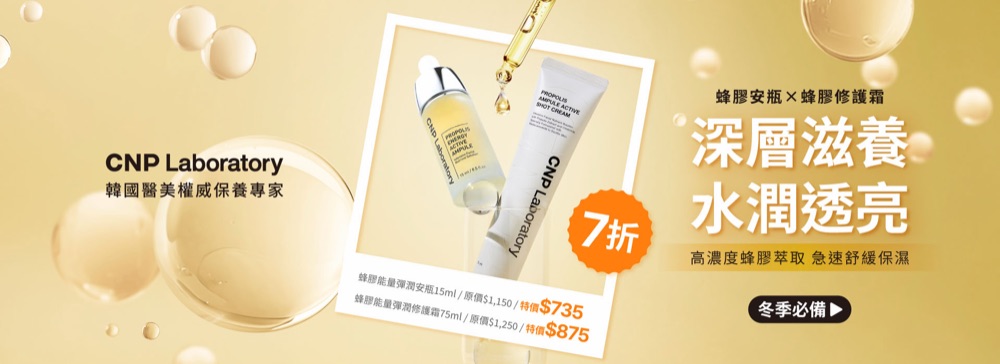 CNP Laboratory
韓國醫美權威保養專家
CNP Laboratory
PROPOLIS
ENERGY
ACTIVE
AMPULE
PROPOLIS
AMPULE ACTIVE
SHOT CREAM
CNP Laboratory
7折
蜂膠能量彈潤安瓶15ml / 原價$1,150 / 特價$735
蜂膠能量彈潤修護霜75ml / 原價$1,250 / 特價$875
蜂膠安瓶×蜂膠修護霜
深層滋養
水潤透亮
高濃度蜂膠萃取 急速舒緩保濕
冬季必備▶